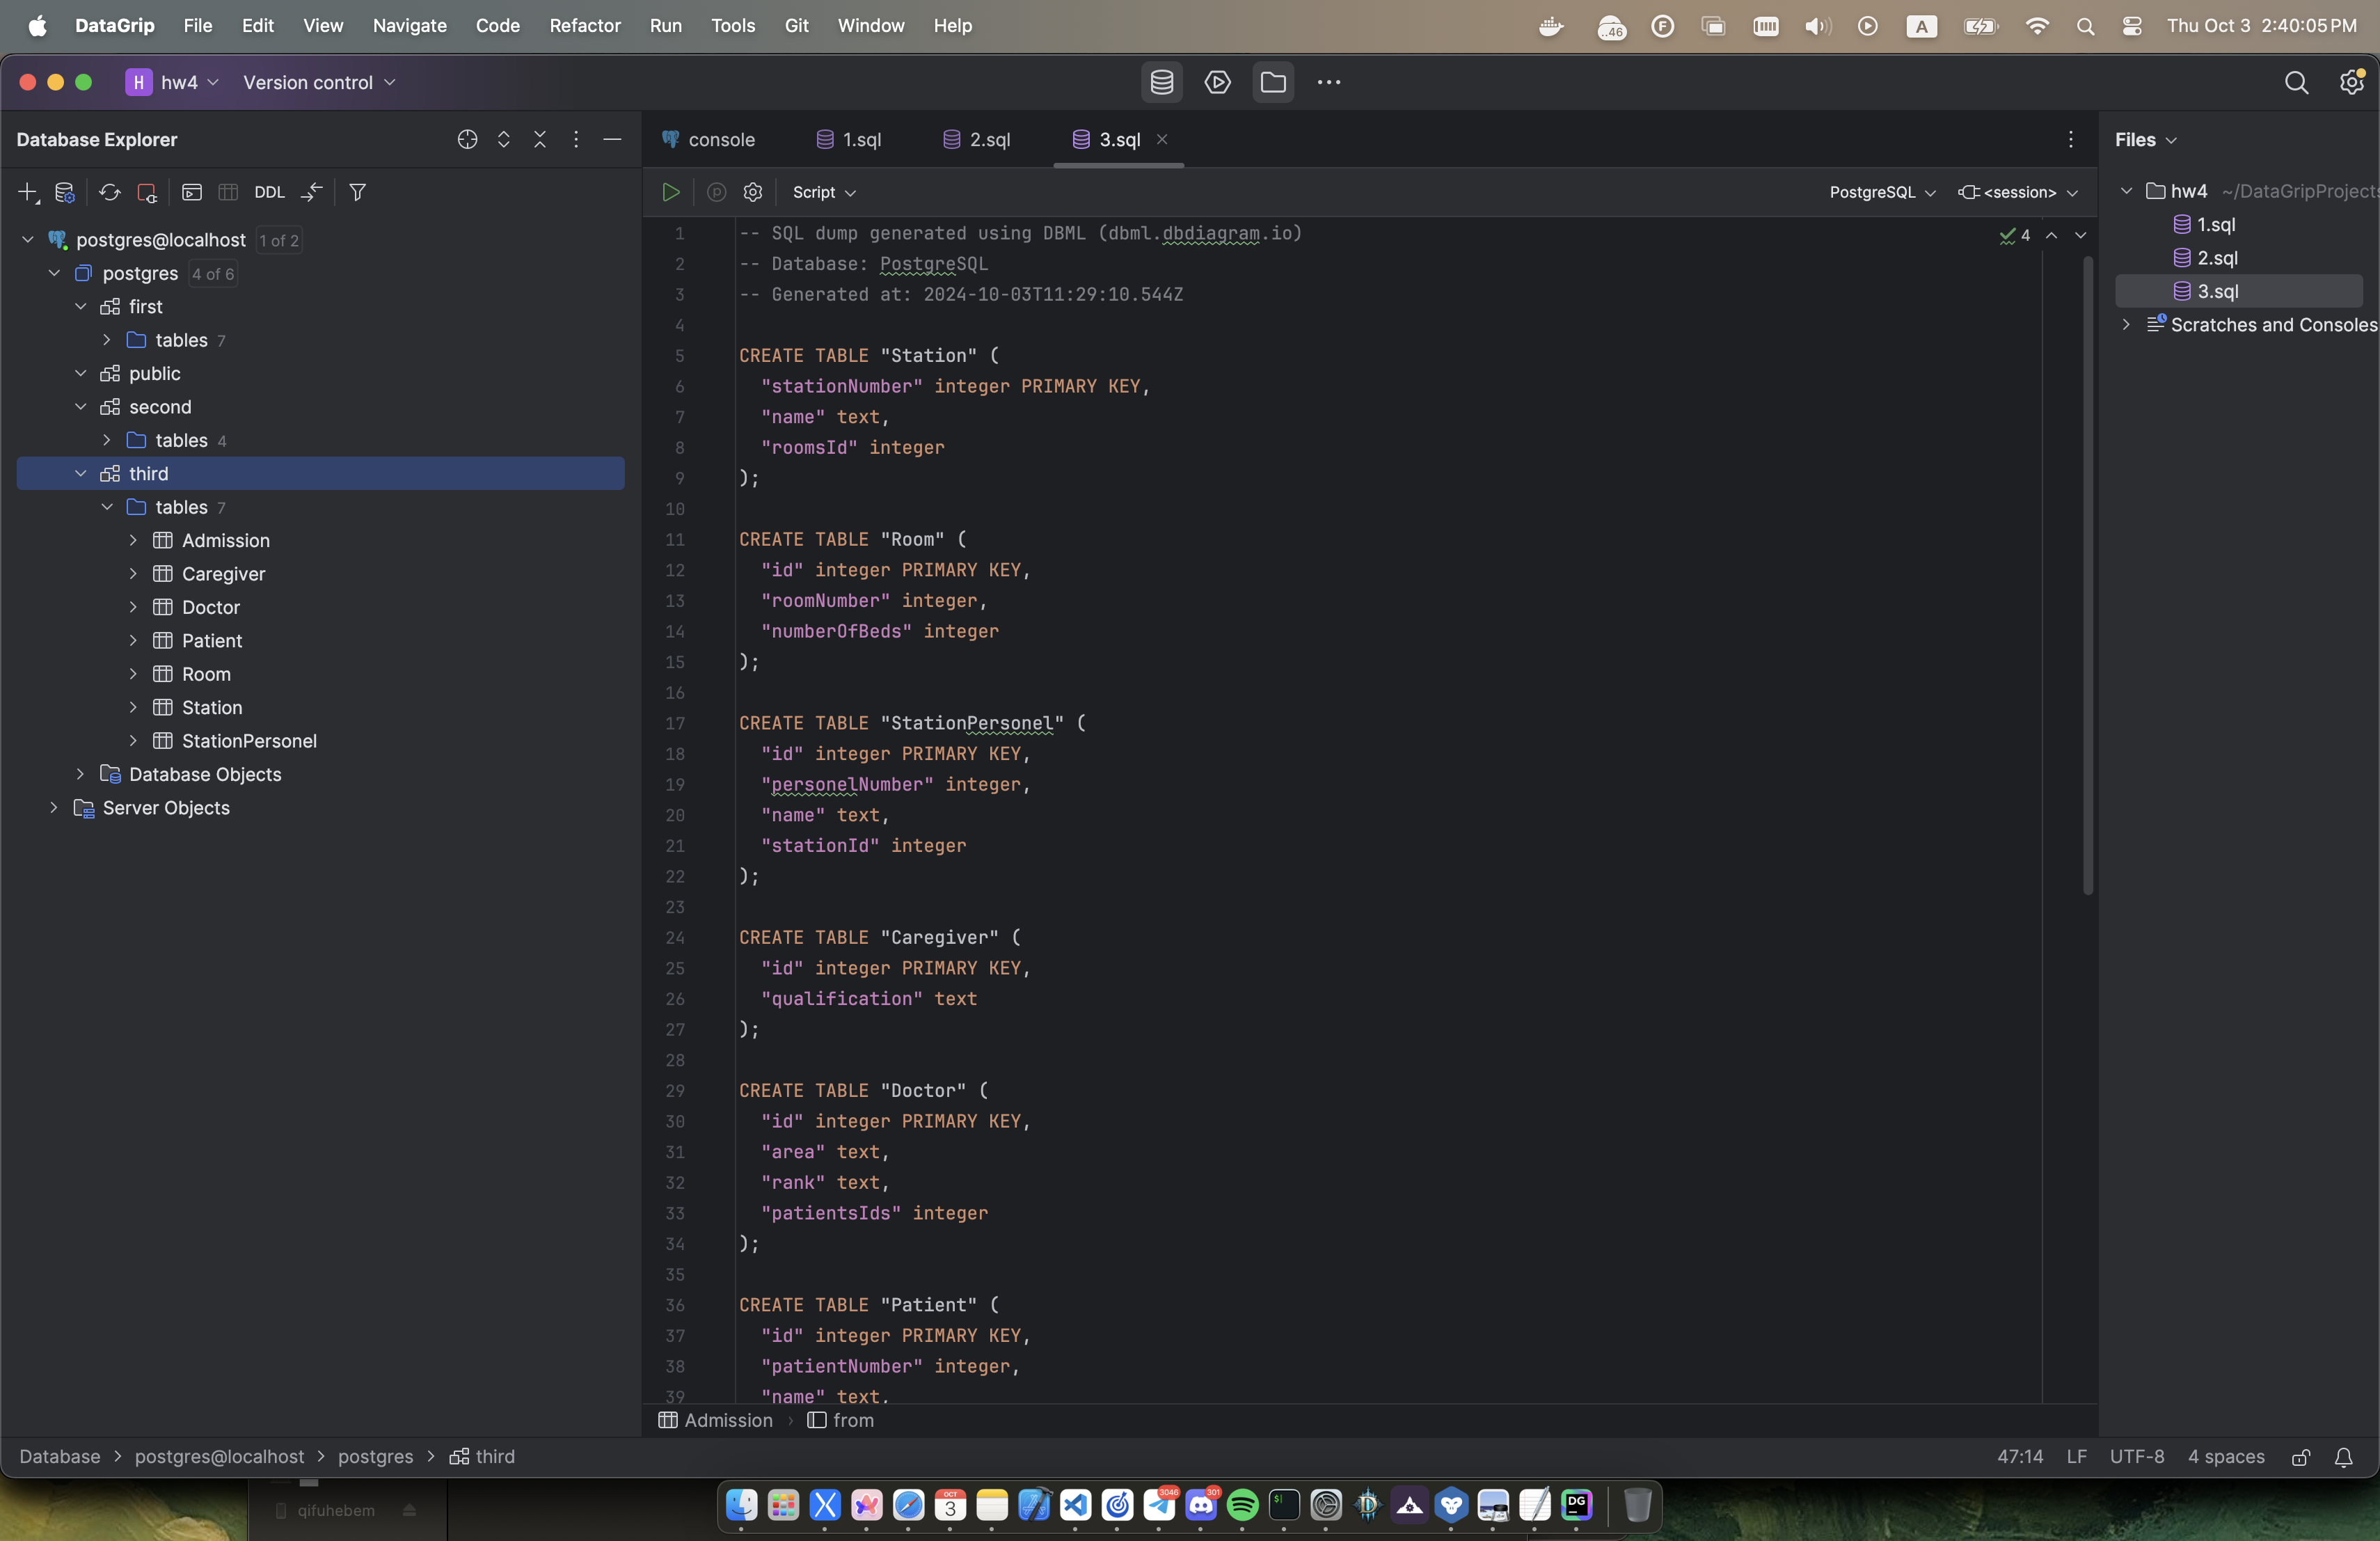 DataGrip File Edit View Navigate Code Refactor Run Tools Git Window Help ..46 F A Thu Oct 3 2:40:05 PM
H hw4 Version control
Database Explorer
DDL
postgres@localhost 1 of 2
postgres 4 of 6
first
tables 7
public
second
tables 4
third
tables 7
Admission
Caregiver
Doctor
Patient
Room
Station
StationPersonel
Database Objects
Server Objects
console 1.sql 2.sql 3.sql
Script PostgreSQL <session>
4
1 -- SQL dump generated using DBML (dbml.dbdiagram.io)
2 -- Database: PostgreSQL
3 -- Generated at: 2024-10-03T11:29:10.544Z
4
5 CREATE TABLE "Station" (
6 "stationNumber" integer PRIMARY KEY,
7 "name" text,
8 "roomsId" integer
9 );
10
11 CREATE TABLE "Room" (
12 "id" integer PRIMARY KEY,
13 "roomNumber" integer,
14 "numberOfBeds" integer
15 );
16
17 CREATE TABLE "StationPersonel" (
18 "id" integer PRIMARY KEY,
19 "personelNumber" integer,
20 "name" text,
21 "stationId" integer
22 );
23
24 CREATE TABLE "Caregiver" (
25 "id" integer PRIMARY KEY,
26 "qualification" text
27 );
28
29 CREATE TABLE "Doctor" (
30 "id" integer PRIMARY KEY,
31 "area" text,
32 "rank" text,
33 "patientsIds" integer
34 );
35
36 CREATE TABLE "Patient" (
37 "id" integer PRIMARY KEY,
38 "patientNumber" integer,
39 "name" text,
Admission from
Files
hw4 ~/DataGripProjects
1.sql
2.sql
3.sql
Scratches and Consoles
Database postgres@localhost postgres third 47:14 LF UTF-8 4 spaces
qifuhebem
OCT
3
3046
301
$
DG